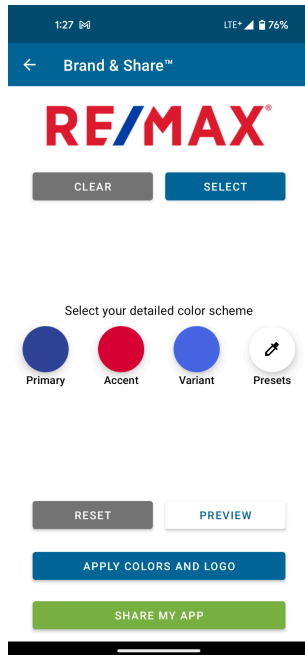 1:27 LTE+ 76%
Brand & Share™
RE/MAX®
CLEAR SELECT
Select your detailed color scheme
Primary Accent Variant Presets
RESET PREVIEW
APPLY COLORS AND LOGO
SHARE MY APP